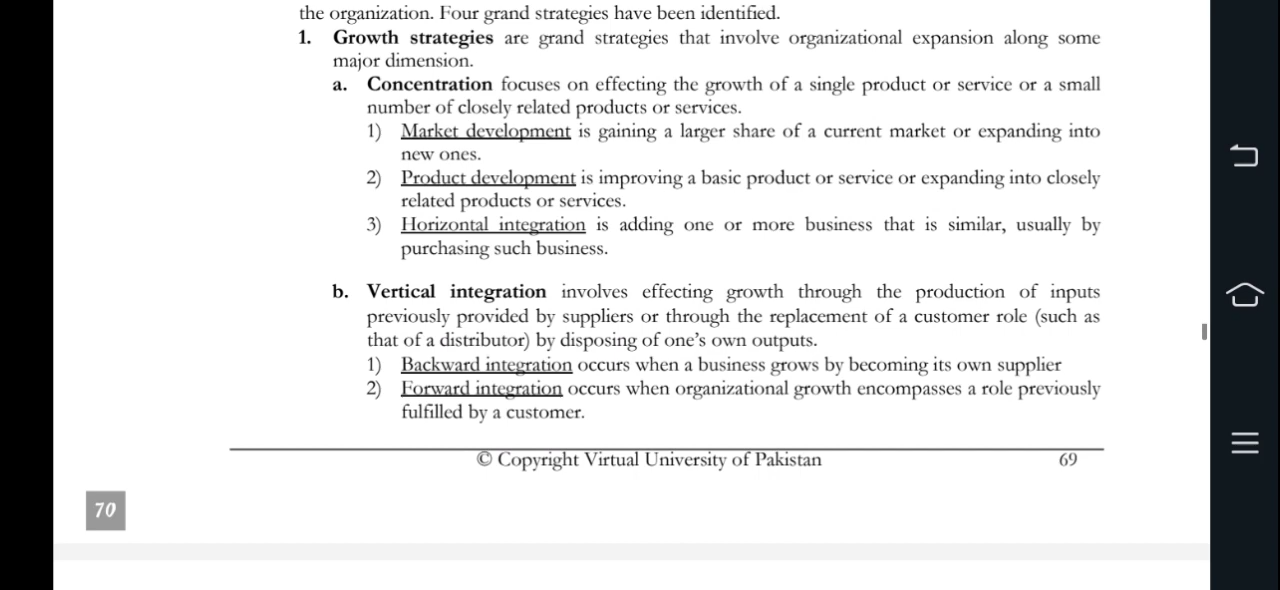 the organization. Four grand strategies have been identified.
1. Growth strategies are grand strategies that involve organizational expansion along some
major dimension.
a. Concentration focuses on effecting the growth of a single product or service or a small
number of closely related products or services.
1) Market development is gaining a larger share of a current market or expanding into
new ones.
2) Product development is improving a basic product or service or expanding into closely
related products or services.
3) Horizontal integration is adding one or more business that is similar, usually by
purchasing such business.
b. Vertical integration involves effecting growth through the production of inputs
previously provided by suppliers or through the replacement of a customer role (such as
that of a distributor) by disposing of one's own outputs.
1) Backward integration occurs when a business grows by becoming its own supplier
2) Forward integration occurs when organizational growth encompasses a role previously
fulfilled by a customer.
© Copyright Virtual University of Pakistan 69
70